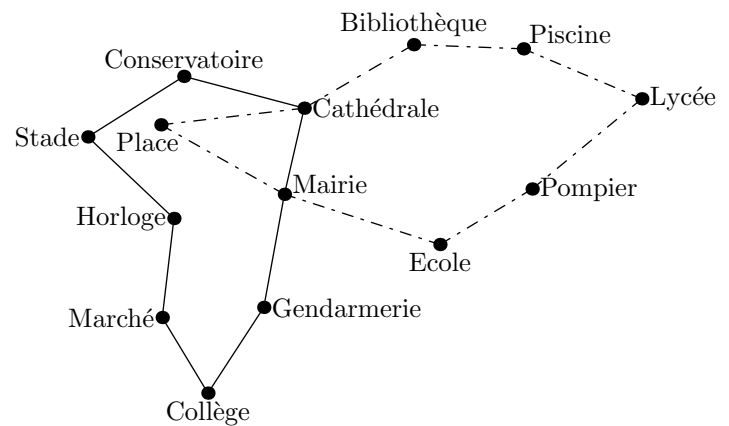 Bibliothèque
Piscine
Conservatoire
Lycée
Cathédrale
Stade
Place
Mairie
Pompier
Horloge
Ecole
Gendarmerie
Marché
Collège